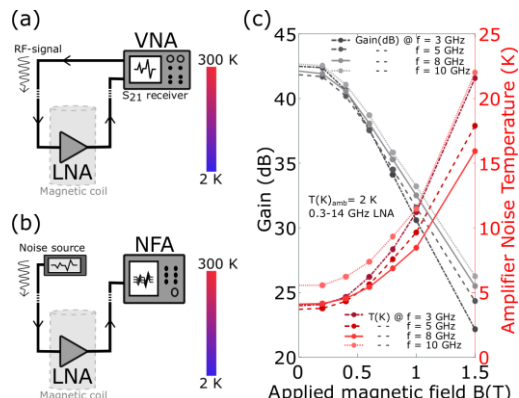 (a)
VNA
RF-signal
S21 receiver
LNA
Magnetic coil
300 K
2 K
(b)
Noise source
NFA
LNA
Magnetic coil
300 K
2 K
(c)
45
40
35
30
25
20
Gain (dB)
Gain(dB) @ f = 3 GHz
-- f = 5 GHz
-- f = 8 GHz
-- f = 10 GHz
T(K)amb= 2 K
0.3-14 GHz LNA
T(K) @ f = 3 GHz
-- f = 5 GHz
-- f = 8 GHz
-- f = 10 GHz
25
20
15
10
5
0
Amplifier Noise Temperature (K)
0 0.5 1 1.5
Applied magnetic field B(T)